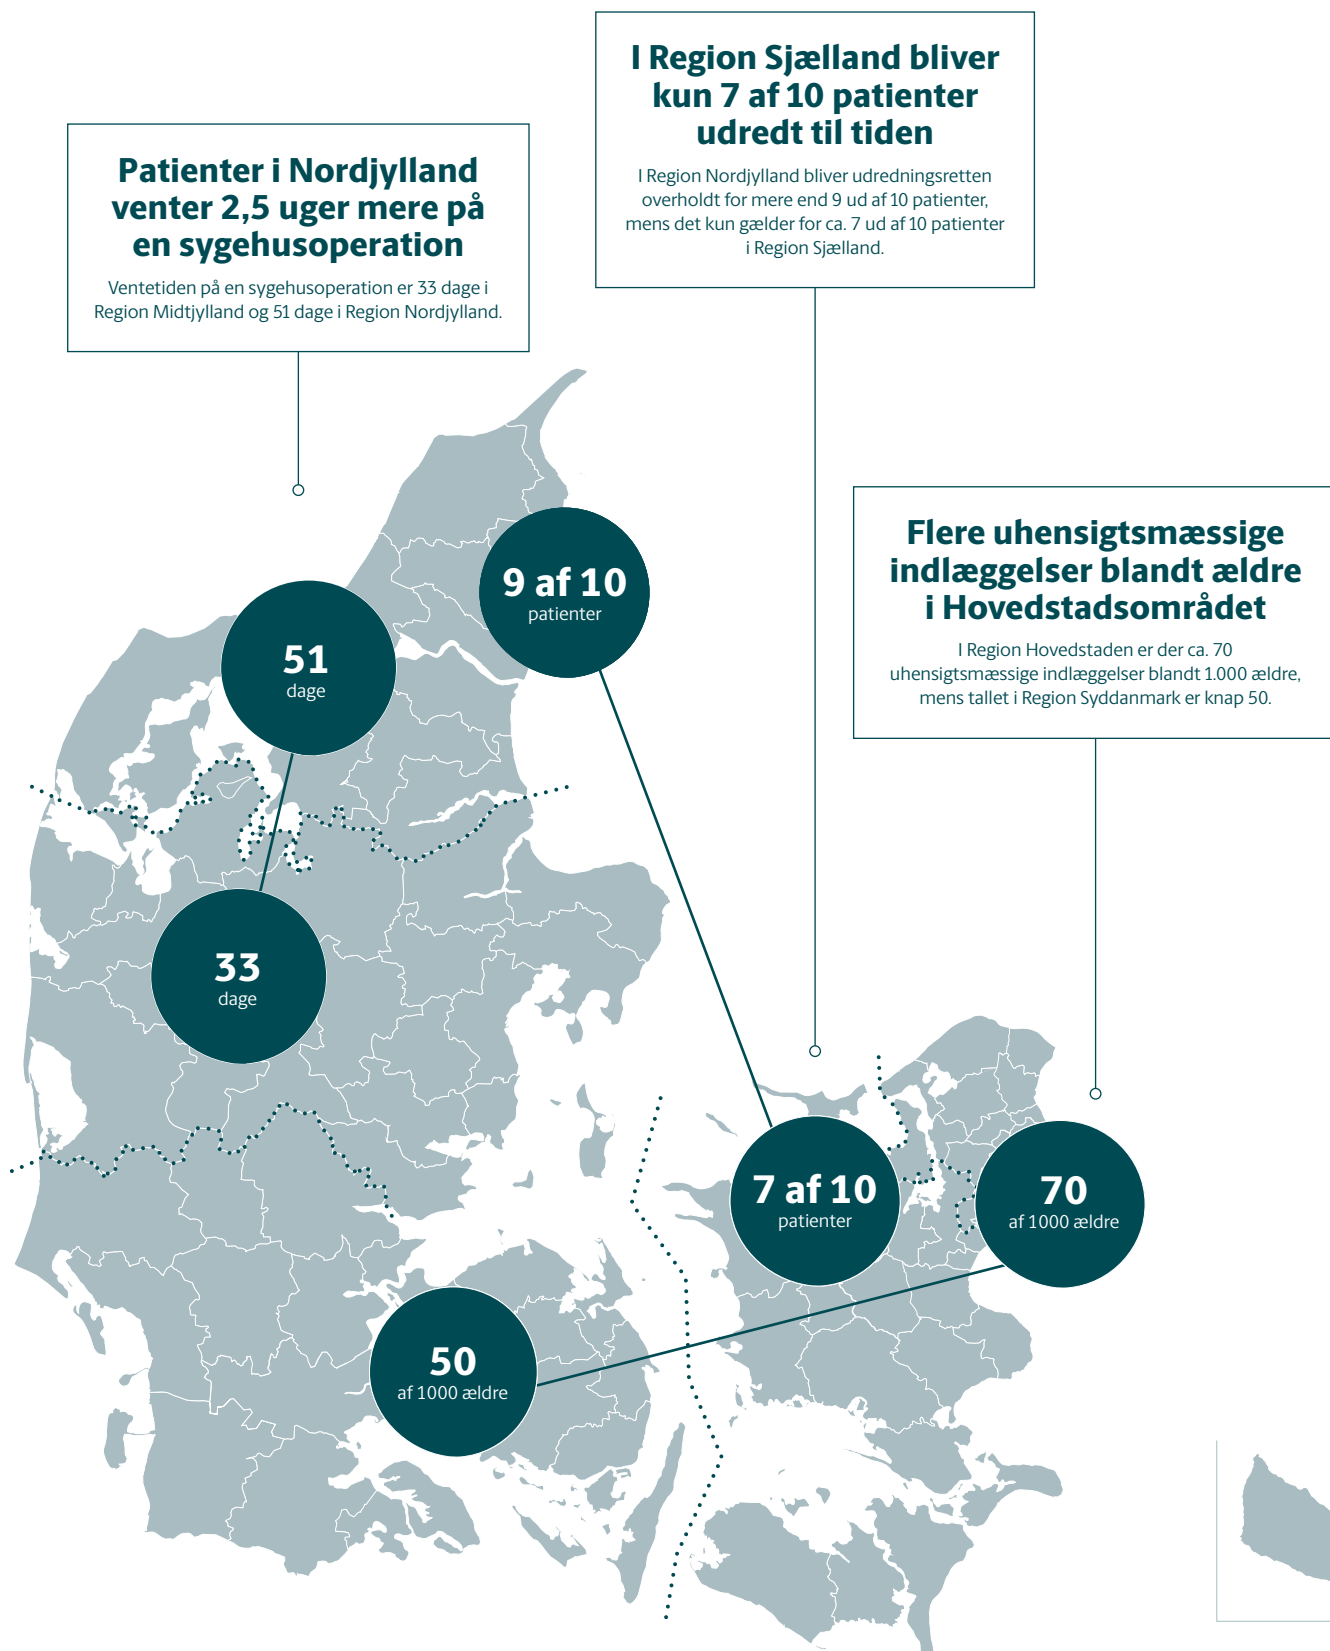 I Region Sjælland bliver
kun 7 af 10 patienter
udredt til tiden
I Region Nordjylland bliver udredningsretten
overholdt for mere end 9 ud af 10 patienter,
mens det kun gælder for ca. 7 ud af 10 patienter
i Region Sjælland.
Patienter i Nordjylland
venter 2,5 uger mere på
en sygehusoperation
Ventetiden på en sygehusoperation er 33 dage i
Region Midtjylland og 51 dage i Region Nordjylland.
Flere uhensigtsmæssige
indlæggelser blandt ældre
i Hovedstadsområdet
I Region Hovedstaden er der ca. 70
uhensigtsmæssige indlæggelser blandt 1.000 ældre,
mens tallet i Region Syddanmark er knap 50.
9 af 10
patienter
51
dage
33
dage
7 af 10
patienter
70
af 1000 ældre
50
af 1000 ældre